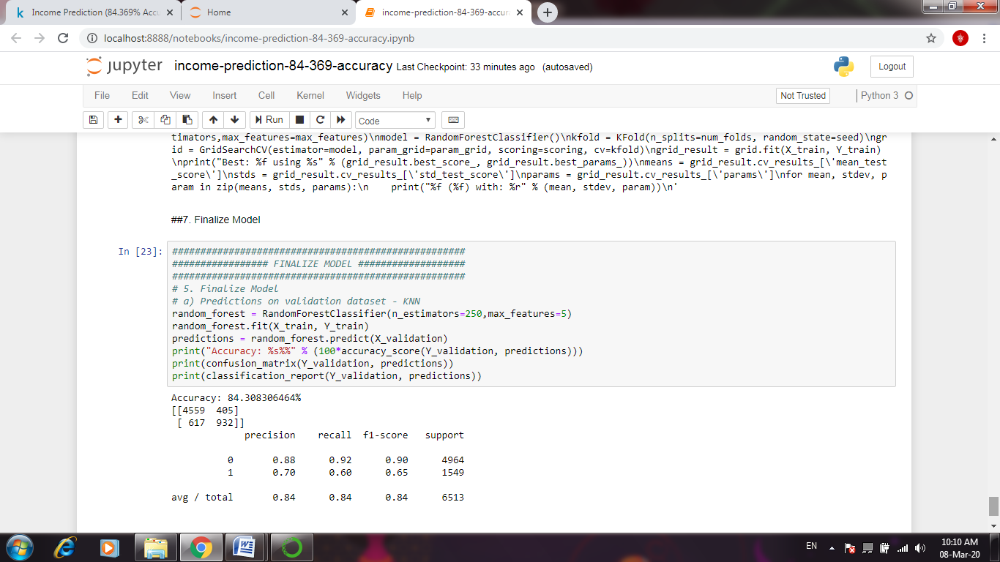 Income Prediction (84.369% Accu
Home
income-prediction-84-369-accura
localhost:8888/notebooks/income-prediction-84-369-accuracy.ipynb
jupyter income-prediction-84-369-accuracy Last Checkpoint: 33 minutes ago (autosaved)
Logout
File Edit View Insert Cell Kernel Widgets Help
Not Trusted
Python 3
Run
Code
timators,max_features=max_features)\nmodel = RandomForestClassifier()\nkfold = KFold(n_splits=num_folds, random_state=seed)\ngr
id = GridSearchCV(estimator=model, param_grid=param_grid, scoring=scoring, cv=kfold)\ngrid_result = grid.fit(X_train, Y_train)
\nprint("Best: %f using %s" % (grid_result.best_score_, grid_result.best_params_))\nmeans = grid_result.cv_results_[\'mean_test
_score\']\nstds = grid_result.cv_results_[\'std_test_score\']\nparams = grid_result.cv_results_[\'params\']\nfor mean, stdev, p
aram in zip(means, stds, params):\n    print("%f (%f) with: %r" % (mean, stdev, param))\n'
##7. Finalize Model
In [23]:
####################################################
################# FINALIZE MODEL ###################
####################################################
# 5. Finalize Model
# a) Predictions on validation dataset - KNN
random_forest = RandomForestClassifier(n_estimators=250,max_features=5)
random_forest.fit(X_train, Y_train)
predictions = random_forest.predict(X_validation)
print("Accuracy: %s%%" % (100*accuracy_score(Y_validation, predictions)))
print(confusion_matrix(Y_validation, predictions))
print(classification_report(Y_validation, predictions))
Accuracy: 84.308306464%
[[4559  405]
 [ 617  932]]
             precision    recall  f1-score   support
          0       0.88      0.92      0.90      4964
          1       0.70      0.60      0.65      1549
avg / total       0.84      0.84      0.84      6513
EN
10:10 AM
08-Mar-20